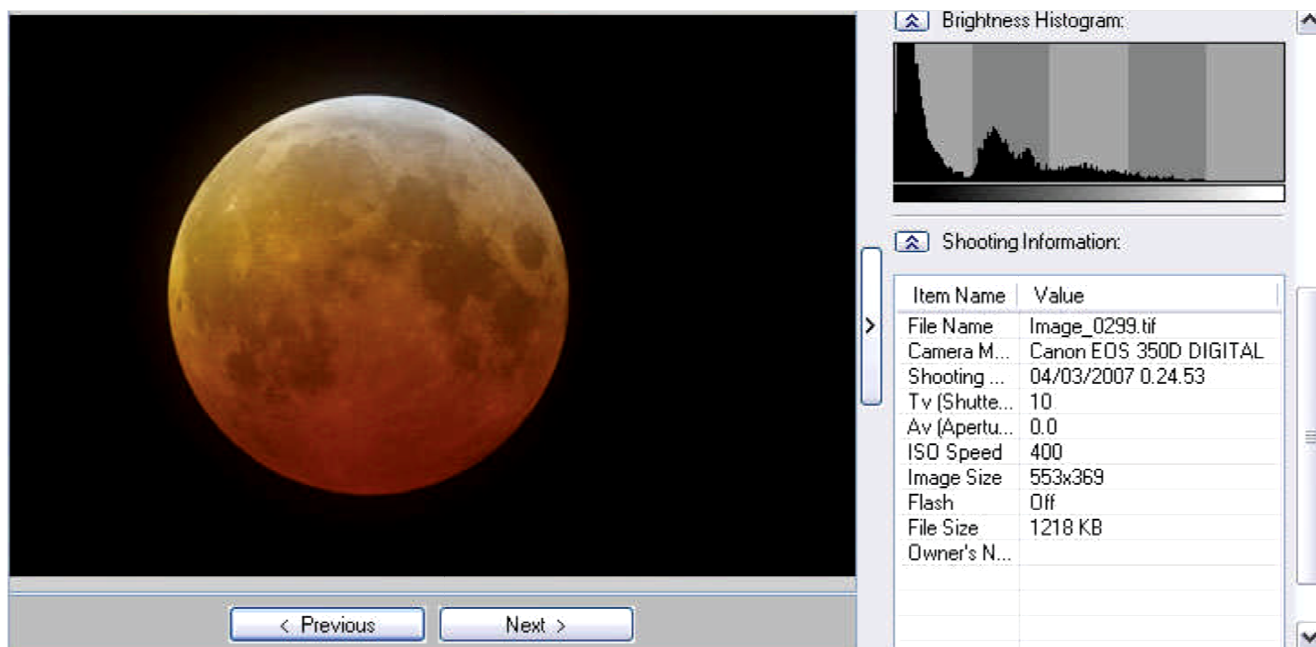 Brightness Histogram:
Shooting Information:
Item Name Value
File Name Image_0299.tif
Camera M... Canon EOS 350D DIGITAL
Shooting ... 04/03/2007 0.24.53
Tv (Shutte... 10
Av (Apertu... 0.0
ISO Speed 400
Image Size 553x369
Flash Off
File Size 1218 KB
Owner's N...
< Previous Next >